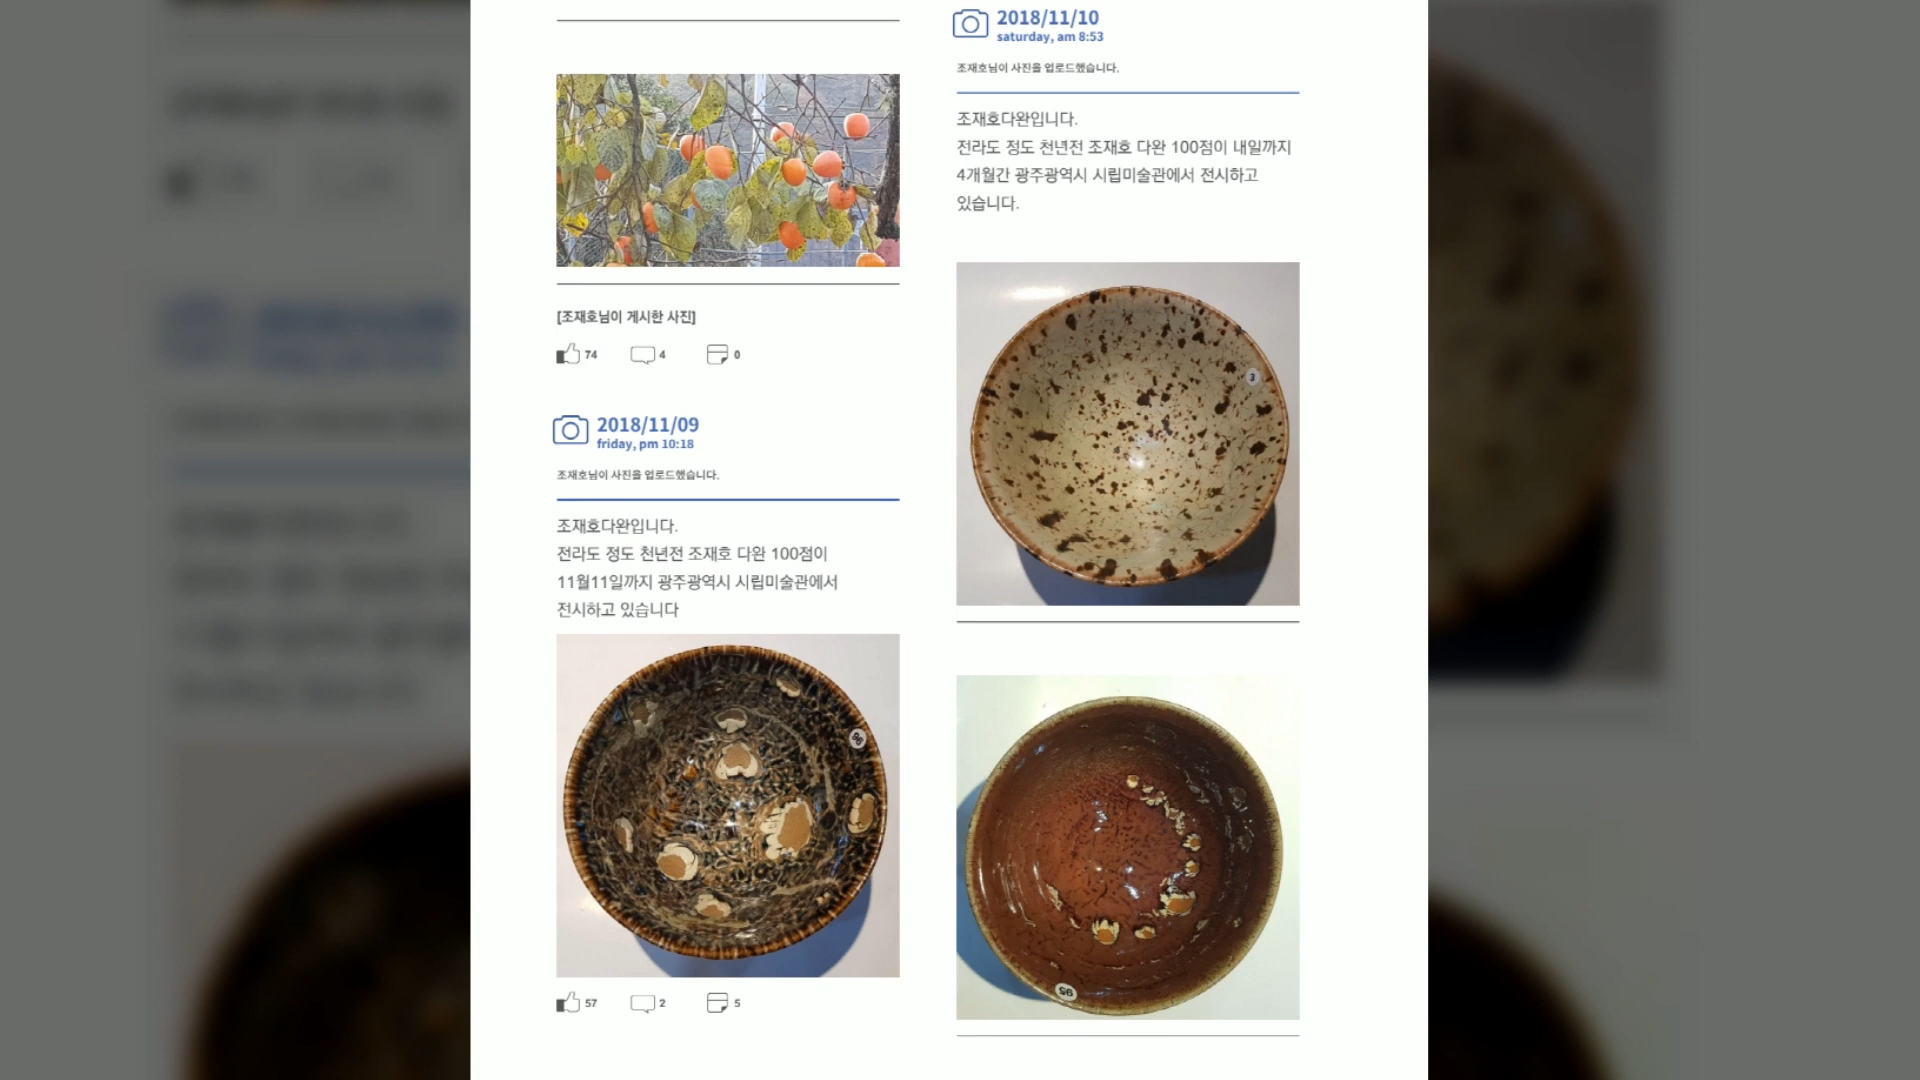 [조재호님이 게시한 사진]
74 4 0
2018/11/09
friday, pm 10:18
조재호님이 사진을 업로드했습니다.
조재호다완입니다.
전라도 정도 천년전 조재호 다완 100점이
11월11일까지 광주광역시 시립미술관에서
전시하고 있습니다
96
57 2 5
2018/11/10
saturday, am 8:53
조재호님이 사진을 업로드했습니다.
조재호다완입니다.
전라도 정도 천년전 조재호 다완 100점이 내일까지
4개월간 광주광역시 시립미술관에서 전시하고
있습니다.
3
95